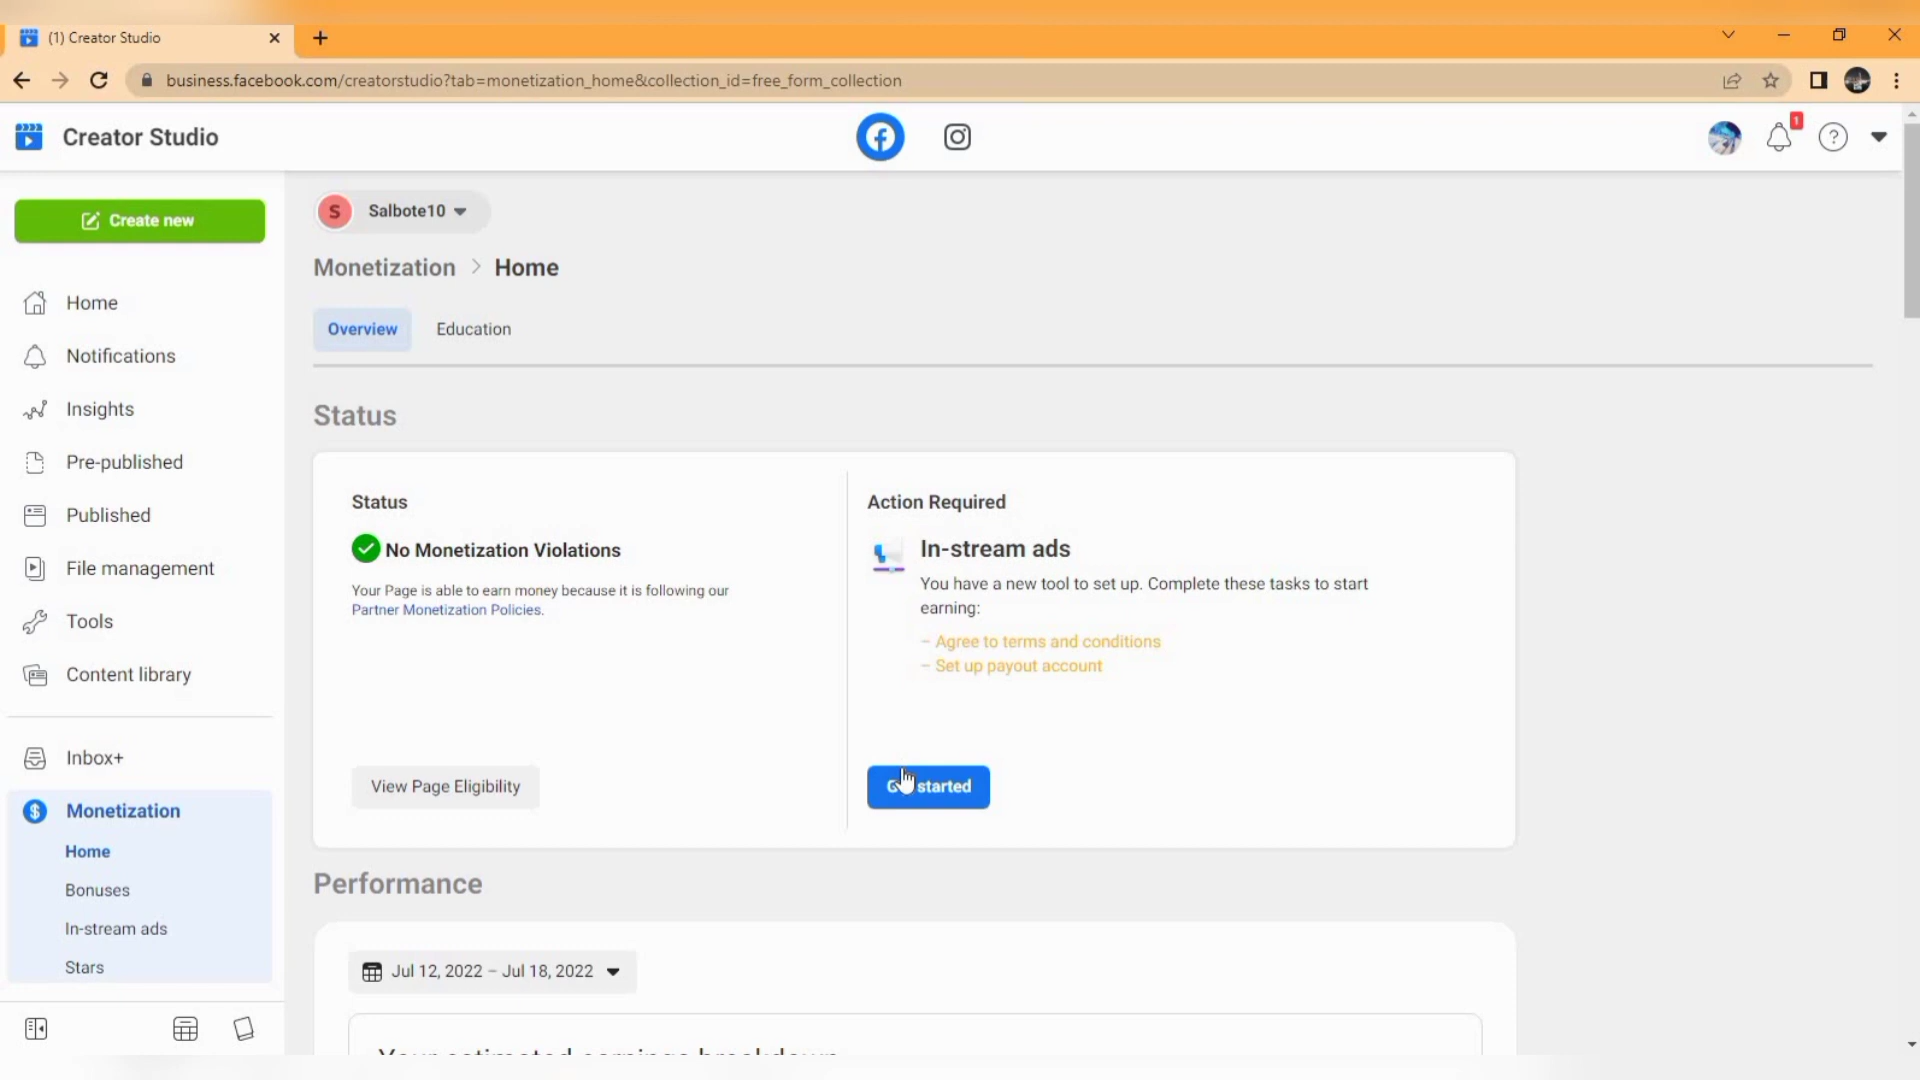 (1) Creator Studio
business.facebook.com/creatorstudio?tab=monetization_home&collection_id=free_form_collection
Creator Studio
1
?
Create new
S
Salbote10
Monetization > Home
Overview
Education
Home
Notifications
Insights
Pre-published
Published
File management
Tools
Content library
Inbox+
$
Monetization
Home
Bonuses
In-stream ads
Stars
Status
Status
No Monetization Violations
Your Page is able to earn money because it is following our
Partner Monetization Policies.
View Page Eligibility
Action Required
In-stream ads
You have a new tool to set up. Complete these tasks to start
earning:
– Agree to terms and conditions
– Set up payout account
started
Performance
Jul 12, 2022 – Jul 18, 2022
Your estimated earnings breakdown